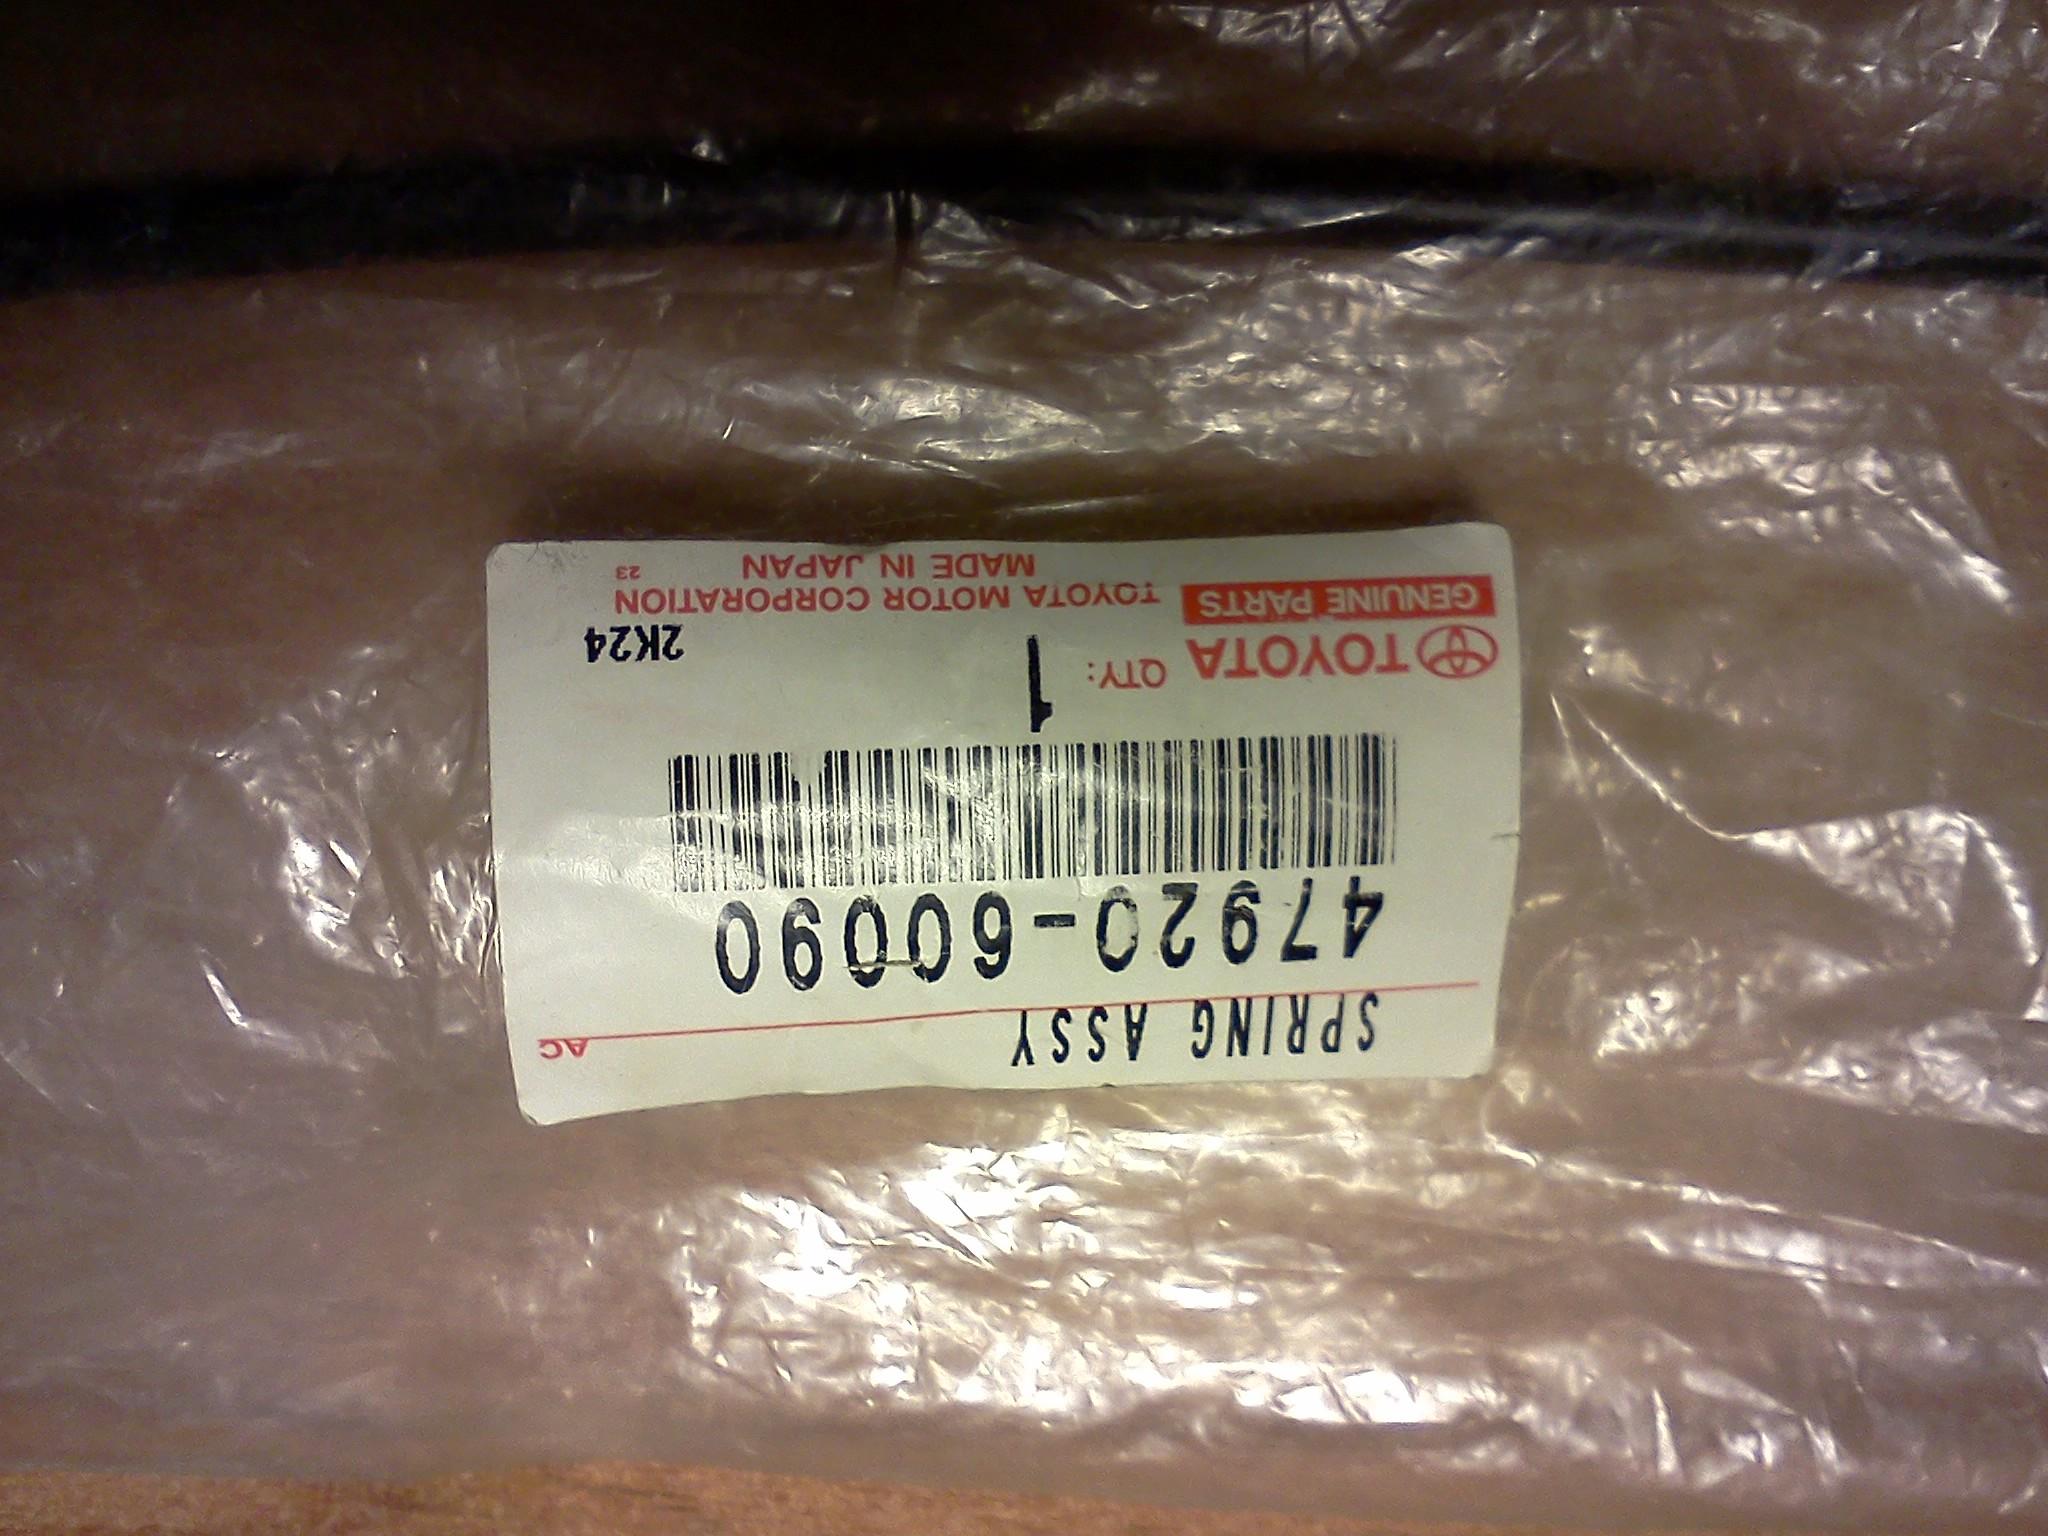 SPRING ASSY
AC
47920-60090
TOYOTA QTY: 1 2K24
GENUINE PARTS TOYOTA MOTOR CORPORATION
MADE IN JAPAN 23